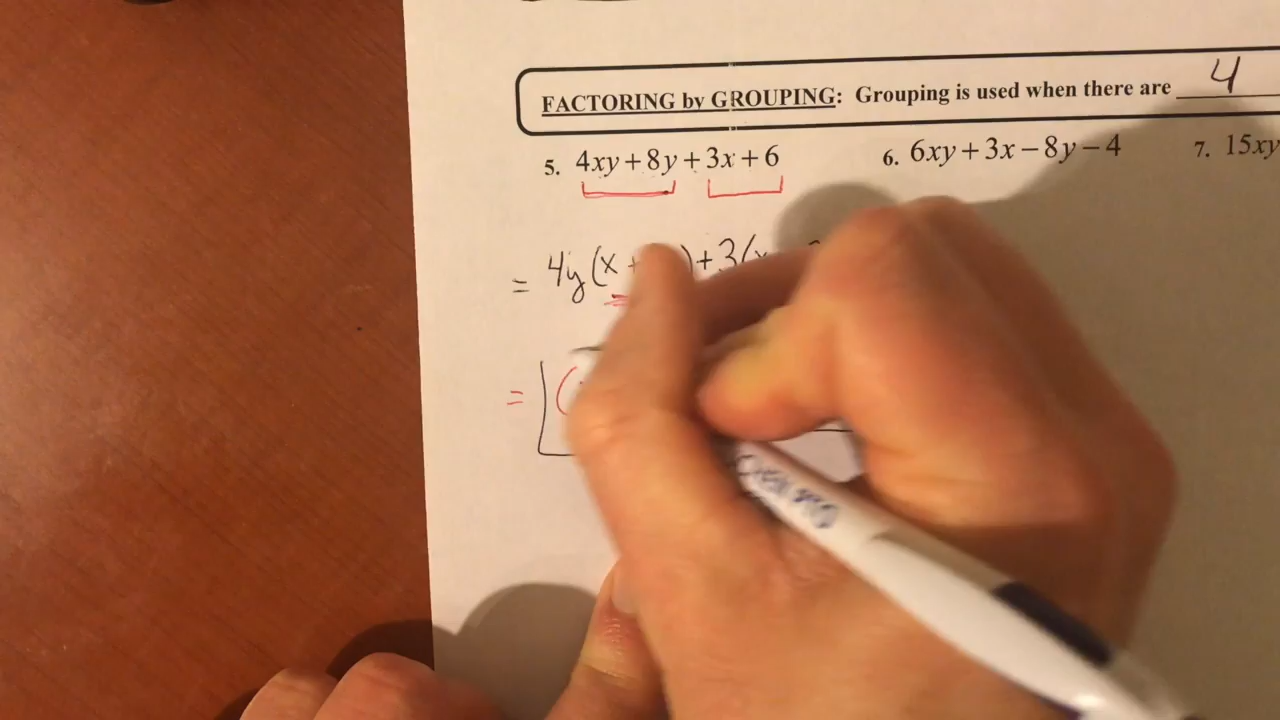 FACTORING by GROUPING: Grouping is used when there are 4
5. 4xy + 8y + 3x + 6
6. 6xy + 3x − 8y − 4
7. 15xy
= 4y(x + ) + 3(x
= (